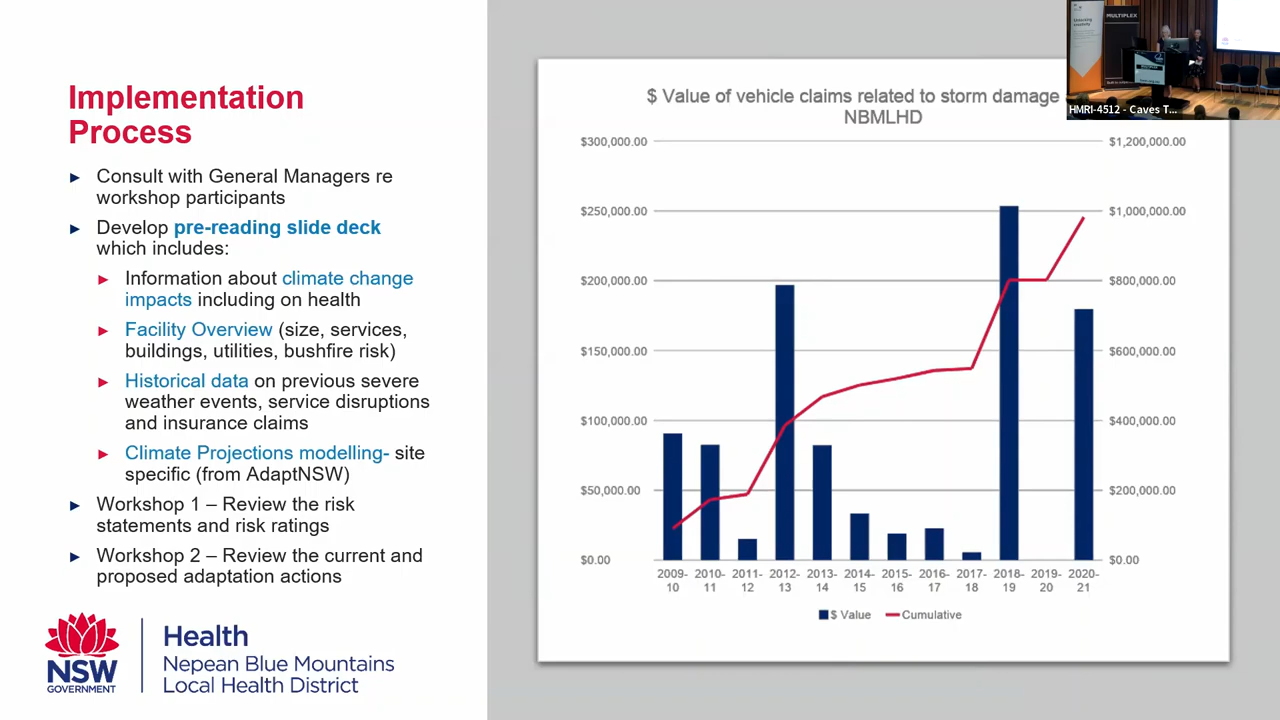 Implementation
Process
Consult with General Managers re
workshop participants
Develop pre-reading slide deck
which includes:
Information about climate change
impacts including on health
Facility Overview (size, services,
buildings, utilities, bushfire risk)
Historical data on previous severe
weather events, service disruptions
and insurance claims
Climate Projections modelling- site
specific (from AdaptNSW)
Workshop 1 – Review the risk
statements and risk ratings
Workshop 2 – Review the current and
proposed adaptation actions
NSW
GOVERNMENT
Health
Nepean Blue Mountains
Local Health District
$ Value of vehicle claims related to storm damage
NBMLHD
$300,000.00
$250,000.00
$200,000.00
$150,000.00
$100,000.00
$50,000.00
$0.00
$1,200,000.00
$1,000,000.00
$800,000.00
$600,000.00
$400,000.00
$200,000.00
$0.00
2009-10
2010-11
2011-12
2012-13
2013-14
2014-15
2015-16
2016-17
2017-18
2018-19
2019-20
2020-21
$ Value
Cumulative
MULTIPLEX
HMRI-4512 - Caves T...